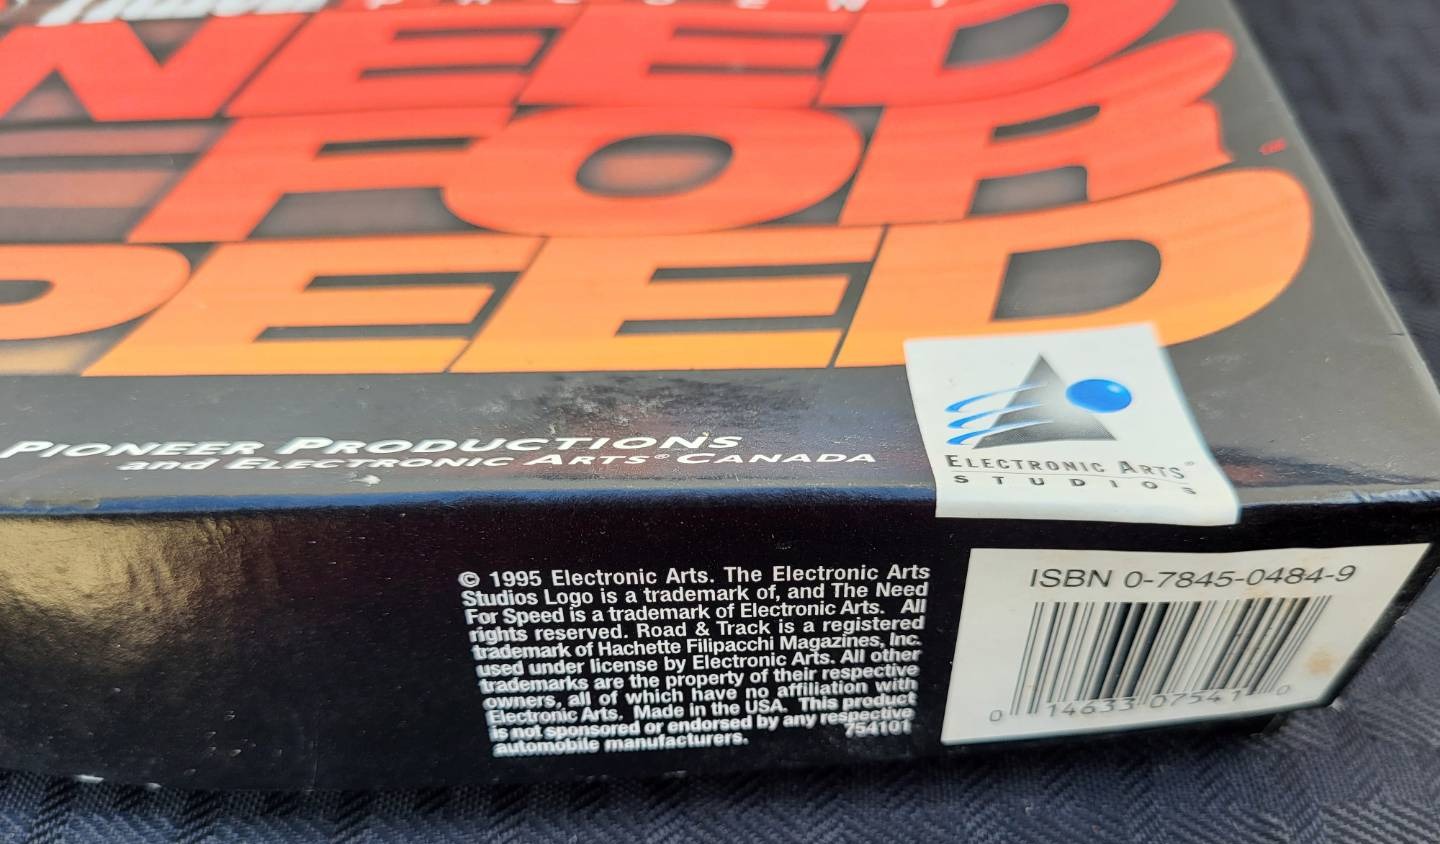 PRESENT
NEED
FOR
SPEED
PIONEER PRODUCTIONS
and ELECTRONIC ARTS® CANADA
ELECTRONIC ARTS®
STUDIOS
© 1995 Electronic Arts. The Electronic Arts
Studios Logo is a trademark of, and The Need
For Speed is a trademark of Electronic Arts. All
rights reserved. Road & Track is a registered
trademark of Hachette Filipacchi Magazines, Inc.
used under license by Electronic Arts. All other
trademarks are the property of their respective
owners, all of which have no affiliation with
Electronic Arts. Made in the USA. This product
is not sponsored or endorsed by any respective
automobile manufacturers. 754101
ISBN 0-7845-0484-9
0 14633 07541 0